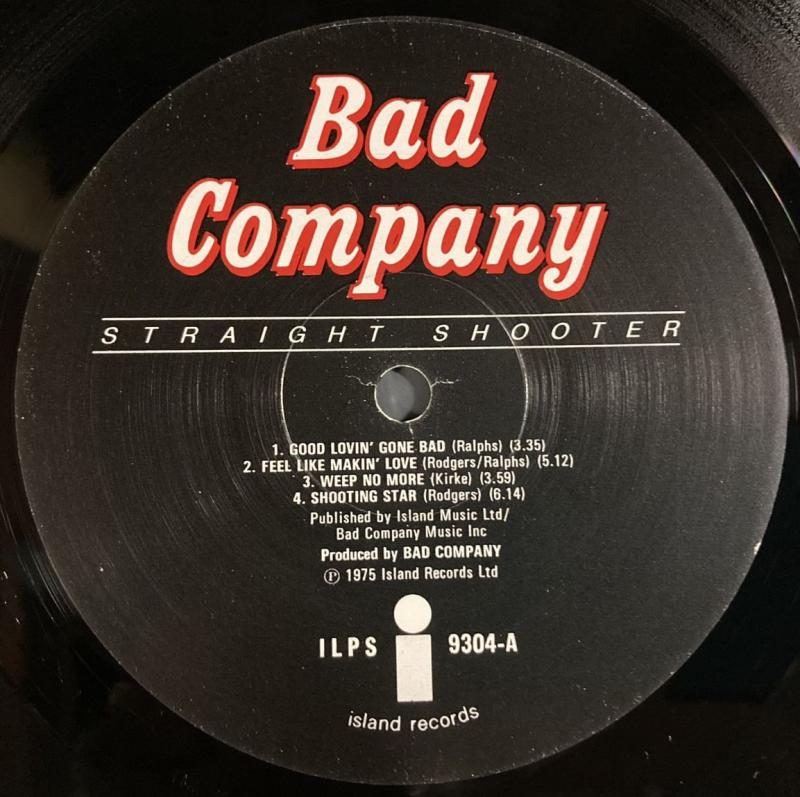 Bad
Company
STRAIGHT SHOOTER
1. GOOD LOVIN' GONE BAD (Ralphs) (3.35)
2. FEEL LIKE MAKIN' LOVE (Rodgers/Ralphs) (5.12)
3. WEEP NO MORE (Kirke) (3.59)
4. SHOOTING STAR (Rodgers) (6.14)
Published by Island Music Ltd/
Bad Company Music Inc
Produced by BAD COMPANY
℗ 1975 Island Records Ltd
ILPS i 9304-A
island records